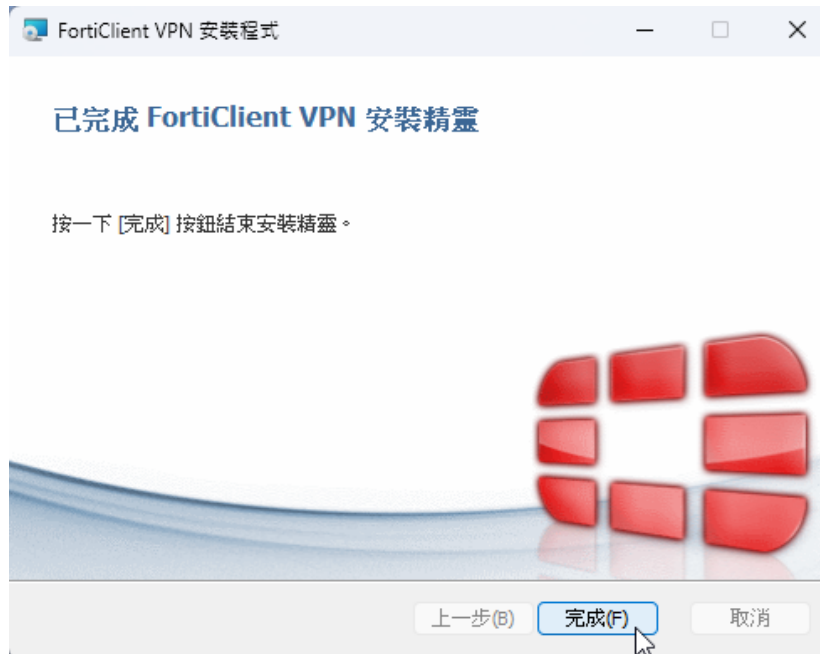 FortiClient VPN 安裝程式
已完成 FortiClient VPN 安裝精靈
按一下 [完成] 按鈕結束安裝精靈。
上一步(B) 完成(F) 取消